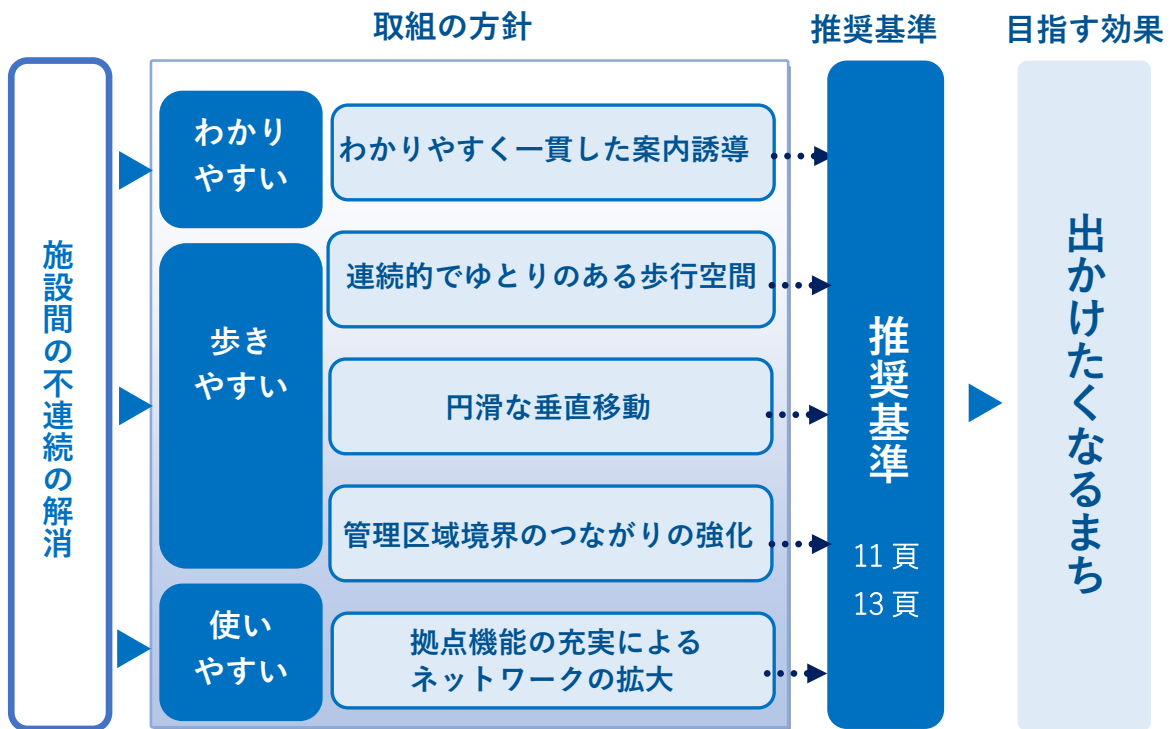 取組の方針
推奨基準
目指す効果
施設間の不連続の解消
わかり
やすい
わかりやすく一貫した案内誘導
歩き
やすい
連続的でゆとりのある歩行空間
円滑な垂直移動
管理区域境界のつながりの強化
使い
やすい
拠点機能の充実による
ネットワークの拡大
推奨基準
11 頁
13 頁
出かけたくなるまち